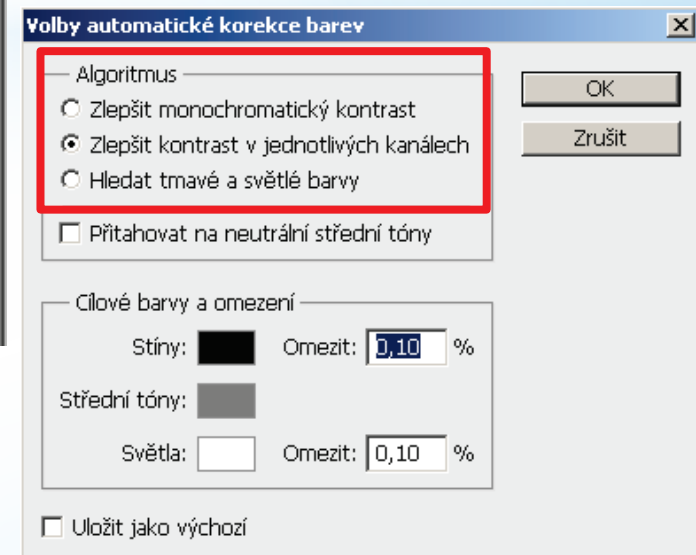 Volby automatické korekce barev
Algoritmus
Zlepšit monochromatický kontrast
Zlepšit kontrast v jednotlivých kanálech
Hledat tmavé a světlé barvy
Přitahovat na neutrální střední tóny
OK
Zrušit
Cílové barvy a omezení
Stíny: Omezit: 0,10 %
Střední tóny:
Světla: Omezit: 0,10 %
Uložit jako výchozí